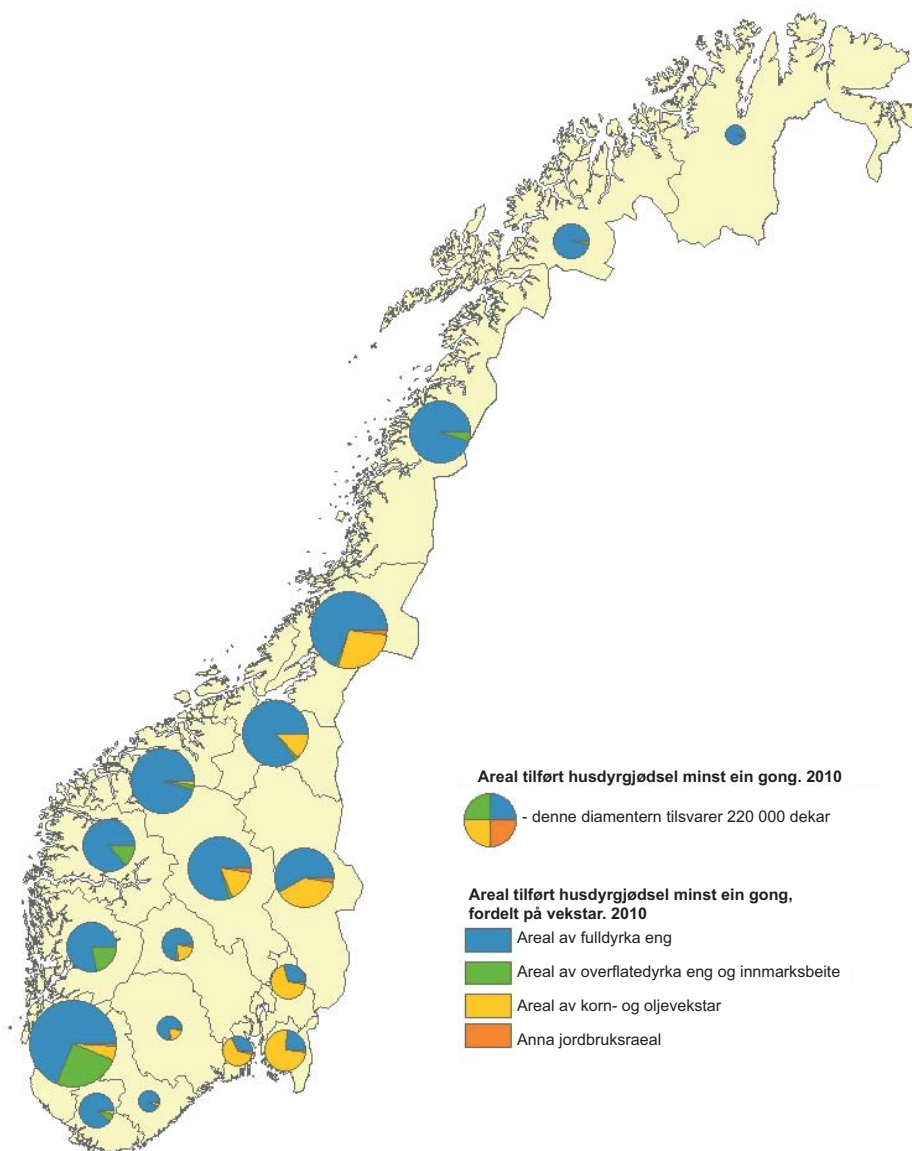 Areal tilført husdyrgjødsel minst ein gong. 2010
- denne diamentern tilsvarer 220 000 dekar
Areal tilført husdyrgjødsel minst ein gong,
fordelt på vekstar. 2010
Areal av fulldyrka eng
Areal av overflatedyrka eng og innmarksbeite
Areal av korn- og oljevekstar
Anna jordbruksraeal